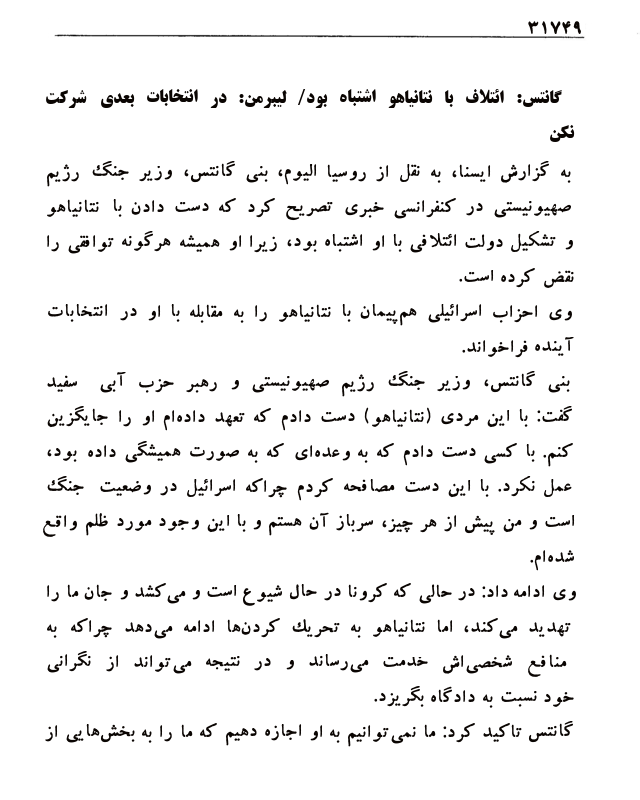 ۳۱۷۴۹
گانتس: ائتلاف با نتانیاهو اشتباه بود/ لیبرمن: در انتخابات بعدی شرکت
نکن
به گزارش ایسنا، به نقل از روسیا الیوم، بنی گانتس، وزیر جنگ رژیم
صهیونیستی در کنفرانسی خبری تصریح کرد که دست دادن با نتانیاهو
و تشکیل دولت ائتلافی با او اشتباه بود، زیرا او همیشه هرگونه توافقی را
نقض کرده است.
وی احزاب اسرائیلی هم‌پیمان با نتانیاهو را به مقابله با او در انتخابات
آینده فراخواند.
بنی گانتس، وزیر جنگ رژیم صهیونیستی و رهبر حزب آبی سفید
گفت: با این مردی (نتانیاهو) دست دادم که تعهد داده‌ام او را جایگزین
کنم. با کسی دست دادم که به وعده‌ای که به صورت همیشگی داده بود،
عمل نکرد. با این دست مصافحه کردم چراکه اسرائیل در وضعیت جنگ
است و من پیش از هر چیز، سرباز آن هستم و با این وجود مورد ظلم واقع
شده‌ام.
وی ادامه داد: در حالی که کرونا در حال شیوع است و می‌کشد و جان ما را
تهدید می‌کند، اما نتانیاهو به تحریک کردن‌ها ادامه می‌دهد چراکه به
منافع شخصی‌اش خدمت می‌رساند و در نتیجه می‌تواند از نگرانی
خود نسبت به دادگاه بگریزد.
گانتس تاکید کرد: ما نمی‌توانیم به او اجازه دهیم که ما را به بخش‌هایی از